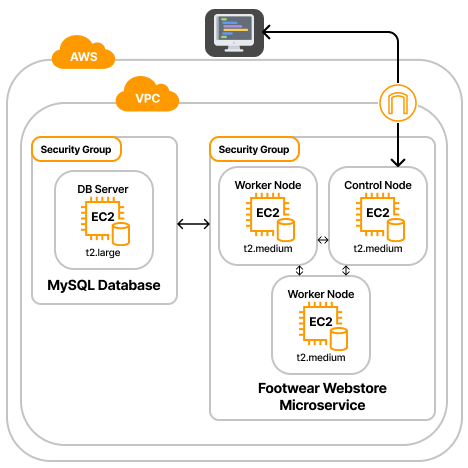 AWS
VPC
Security Group
DB Server
EC2
t2.large
MySQL Database
Security Group
Worker Node
EC2
t2.medium
Control Node
EC2
t2.medium
Worker Node
EC2
t2.medium
Footwear Webstore
Microservice